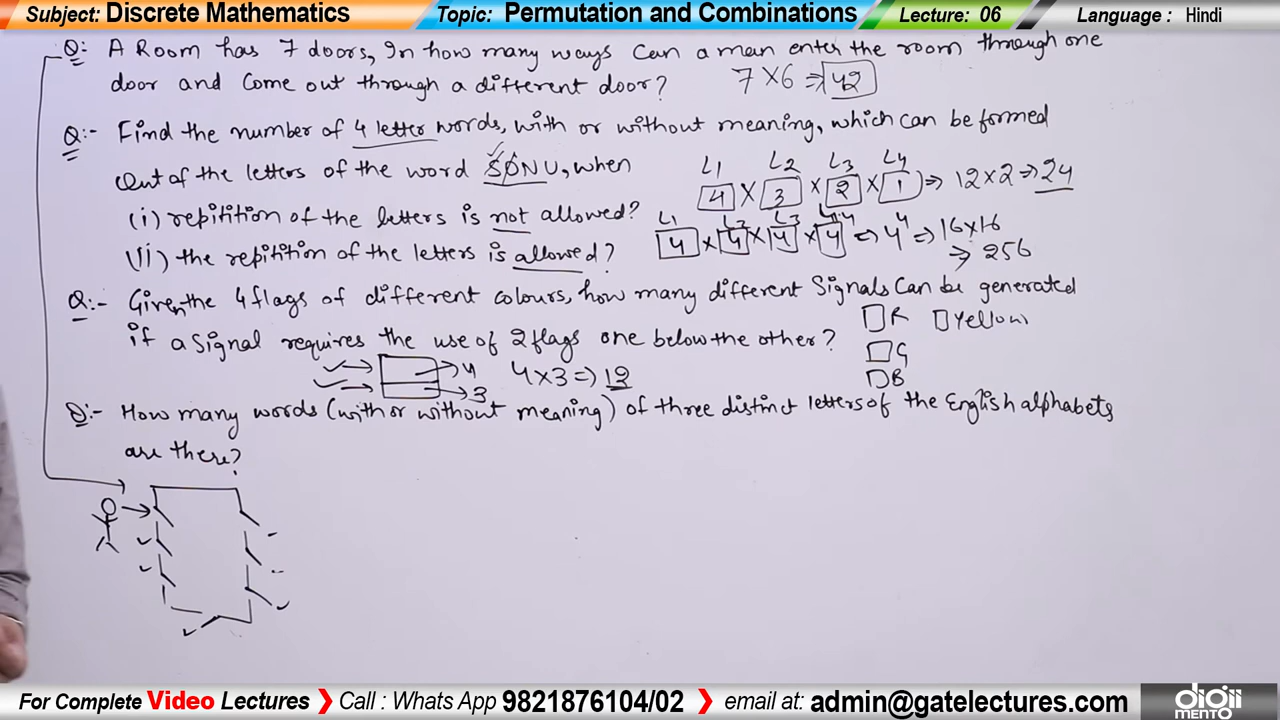 Subject: Discrete Mathematics
Topic: Permutation and Combinations
Lecture: 06
Language : Hindi
Q: A Room has 7 doors, In how many ways can a man enter the room through one
door and come out through a different door? 7 X 6 => 42
Q:- Find the number of 4 letter words, with or without meaning, which can be formed
out of the letters of the word SONU, when
L1 L2 L3 L4
4 X 3 X 2 X 1 => 12 x 2 => 24
(i) repitition of the letters is not allowed?
L1 L2 L3 L4
(ii) the repitition of the letters is allowed? 4 x 4 x 4 x 4 => 4⁴ => 16 x 16
=> 256
Q:- Given the 4 flags of different colours, how many different Signals Can be generated
if a Signal requires the use of 2 flags one below the other?
R Yellow
G
B
4
3
4 x 3 => 12
Q:- How many words (with or without meaning) of three distinct letters of the English alphabets
are there?
For Complete Video Lectures ❯ Call : Whats App 9821876104/02 ❯ email at: admin@gatelectures.com
digii
MENTO